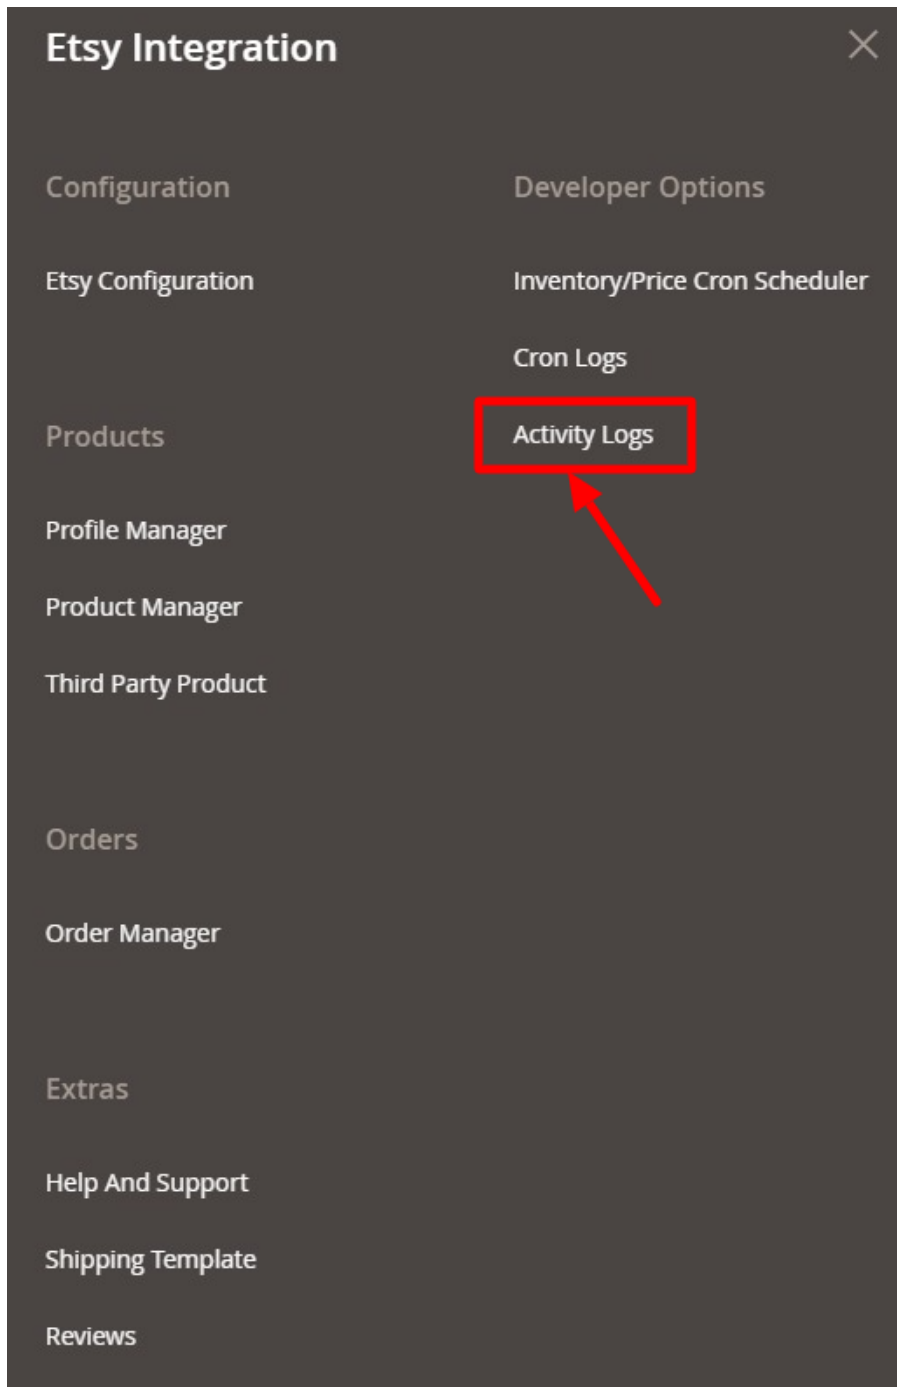 Etsy Integration
Configuration
Etsy Configuration
Products
Profile Manager
Product Manager
Third Party Product
Orders
Order Manager
Extras
Help And Support
Shipping Template
Reviews
Developer Options
Inventory/Price Cron Scheduler
Cron Logs
Activity Logs